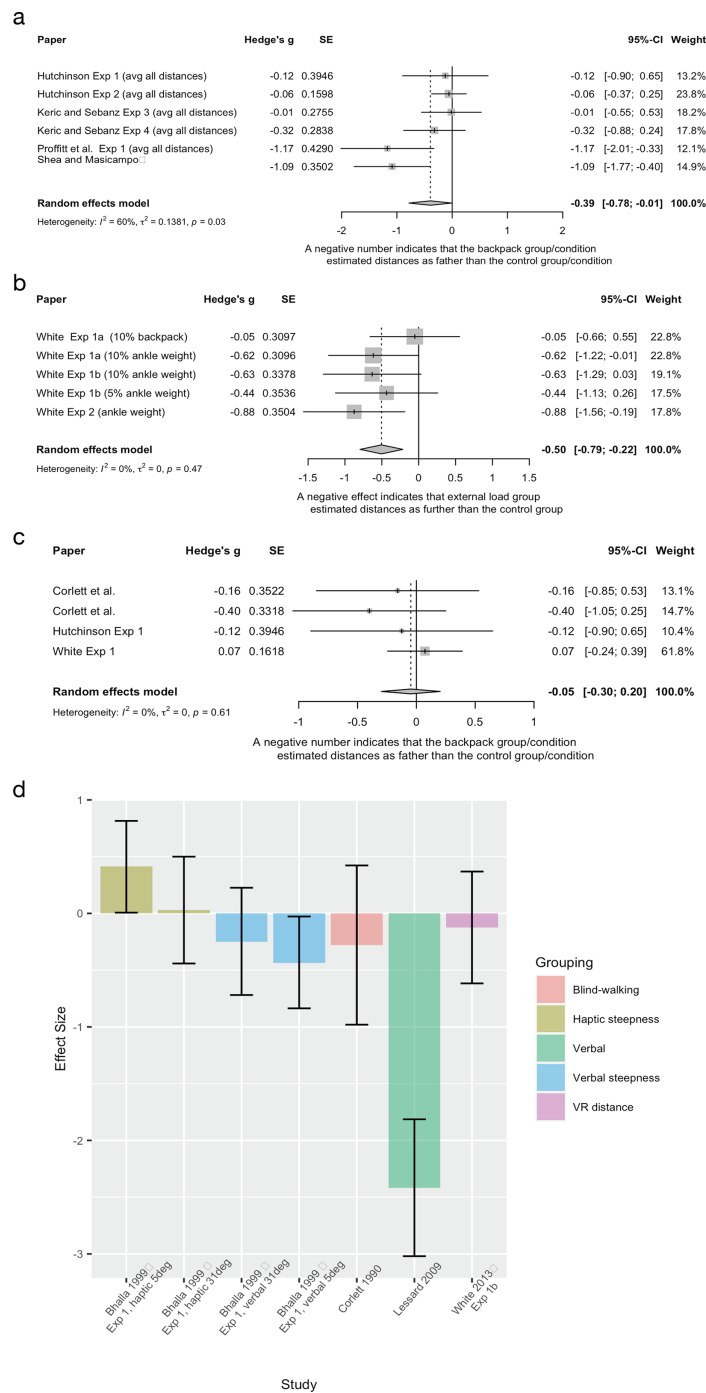 a
Paper Hedge's g SE 95%-CI Weight
Hutchinson Exp 1 (avg all distances) -0.12 0.3946 -0.12 [-0.90; 0.65] 13.2%
Hutchinson Exp 2 (avg all distances) -0.06 0.1598 -0.06 [-0.37; 0.25] 23.8%
Keric and Sebanz Exp 3 (avg all distances) -0.01 0.2755 -0.01 [-0.55; 0.53] 18.2%
Keric and Sebanz Exp 4 (avg all distances) -0.32 0.2838 -0.32 [-0.88; 0.24] 17.8%
Proffitt et al. Exp 1 (avg all distances) -1.17 0.4290 -1.17 [-2.01; -0.33] 12.1%
Shea and Masicampo -1.09 0.3502 -1.09 [-1.77; -0.40] 14.9%
Random effects model -0.39 [-0.78; -0.01] 100.0%
Heterogeneity: I² = 60%, τ² = 0.1381, p = 0.03
-2 -1 0 1 2
A negative number indicates that the backpack group/condition
estimated distances as father than the control group/condition
b
Paper Hedge's g SE 95%-CI Weight
White Exp 1a (10% backpack) -0.05 0.3097 -0.05 [-0.66; 0.55] 22.8%
White Exp 1a (10% ankle weight) -0.62 0.3096 -0.62 [-1.22; -0.01] 22.8%
White Exp 1b (10% ankle weight) -0.63 0.3378 -0.63 [-1.29; 0.03] 19.1%
White Exp 1b (5% ankle weight) -0.44 0.3536 -0.44 [-1.13; 0.26] 17.5%
White Exp 2 (ankle weight) -0.88 0.3504 -0.88 [-1.56; -0.19] 17.8%
Random effects model -0.50 [-0.79; -0.22] 100.0%
Heterogeneity: I² = 0%, τ² = 0, p = 0.47
-1.5 -1 -0.5 0 0.5 1 1.5
A negative effect indicates that external load group
estimated distances as further than the control group
c
Paper Hedge's g SE 95%-CI Weight
Corlett et al. -0.16 0.3522 -0.16 [-0.85; 0.53] 13.1%
Corlett et al. -0.40 0.3318 -0.40 [-1.05; 0.25] 14.7%
Hutchinson Exp 1 -0.12 0.3946 -0.12 [-0.90; 0.65] 10.4%
White Exp 1 0.07 0.1618 0.07 [-0.24; 0.39] 61.8%
Random effects model -0.05 [-0.30; 0.20] 100.0%
Heterogeneity: I² = 0%, τ² = 0, p = 0.61
-1 -0.5 0 0.5 1
A negative number indicates that the backpack group/condition
estimated distances as father than the control group/condition
d
1
0
-1
-2
-3
Effect Size
Grouping
Blind-walking
Haptic steepness
Verbal
Verbal steepness
VR distance
Bhalla 1999
Exp 1, haptic 5deg
Bhalla 1999
Exp 1, haptic 31deg
Bhalla 1999
Exp 1, verbal 31deg
Bhalla 1999
Exp 1, verbal 5deg
Corlett 1990
Lessard 2009
White 2013
Exp 1b
Study